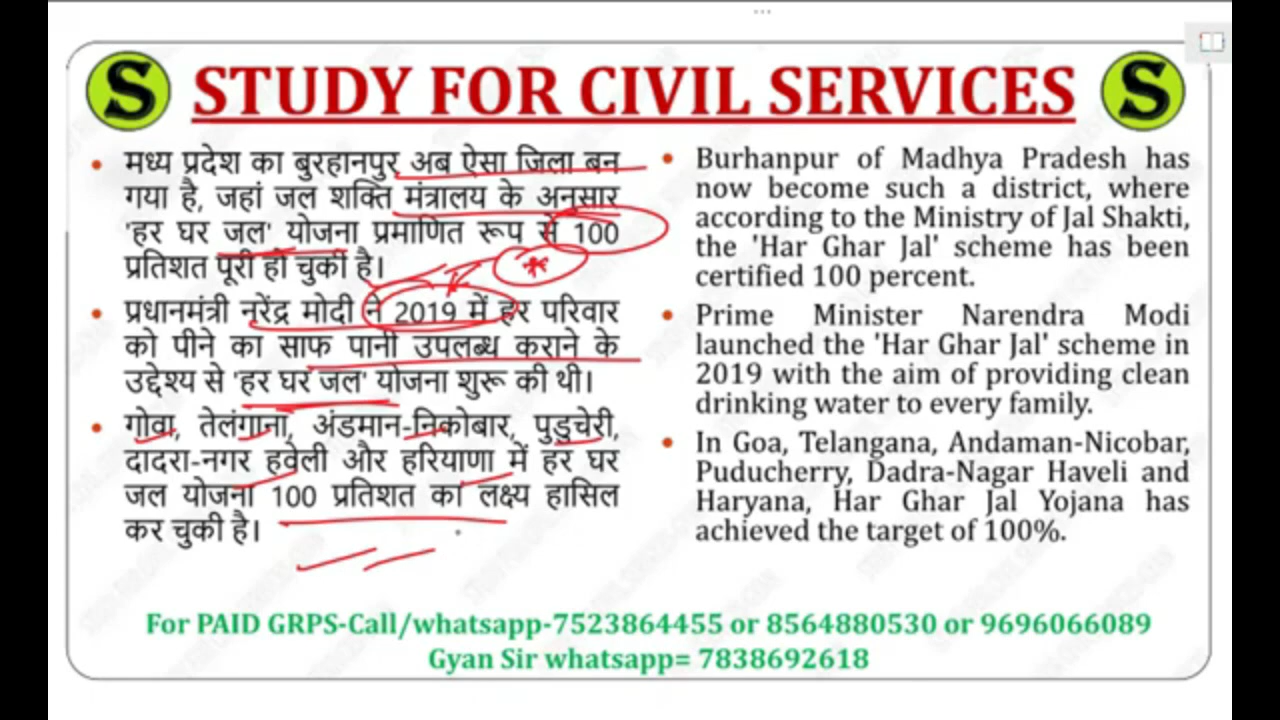 S STUDY FOR CIVIL SERVICES S
• मध्य प्रदेश का बुरहानपुर अब ऐसा जिला बन
गया है, जहां जल शक्ति मंत्रालय के अनुसार
'हर घर जल' योजना प्रमाणित रूप से 100
प्रतिशत पूरी हो चुकी है।
• प्रधानमंत्री नरेंद्र मोदी ने 2019 में हर परिवार
को पीने का साफ पानी उपलब्ध कराने के
उद्देश्य से 'हर घर जल' योजना शुरू की थी।
• गोवा, तेलंगाना, अंडमान-निकोबार, पुडुचेरी,
दादरा-नगर हवेली और हरियाणा में हर घर
जल योजना 100 प्रतिशत का लक्ष्य हासिल
कर चुकी है।
• Burhanpur of Madhya Pradesh has
now become such a district, where
according to the Ministry of Jal Shakti,
the 'Har Ghar Jal' scheme has been
certified 100 percent.
• Prime Minister Narendra Modi
launched the 'Har Ghar Jal' scheme in
2019 with the aim of providing clean
drinking water to every family.
• In Goa, Telangana, Andaman-Nicobar,
Puducherry, Dadra-Nagar Haveli and
Haryana, Har Ghar Jal Yojana has
achieved the target of 100%.
For PAID GRPS-Call/whatsapp-7523864455 or 8564880530 or 9696066089
Gyan Sir whatsapp= 7838692618